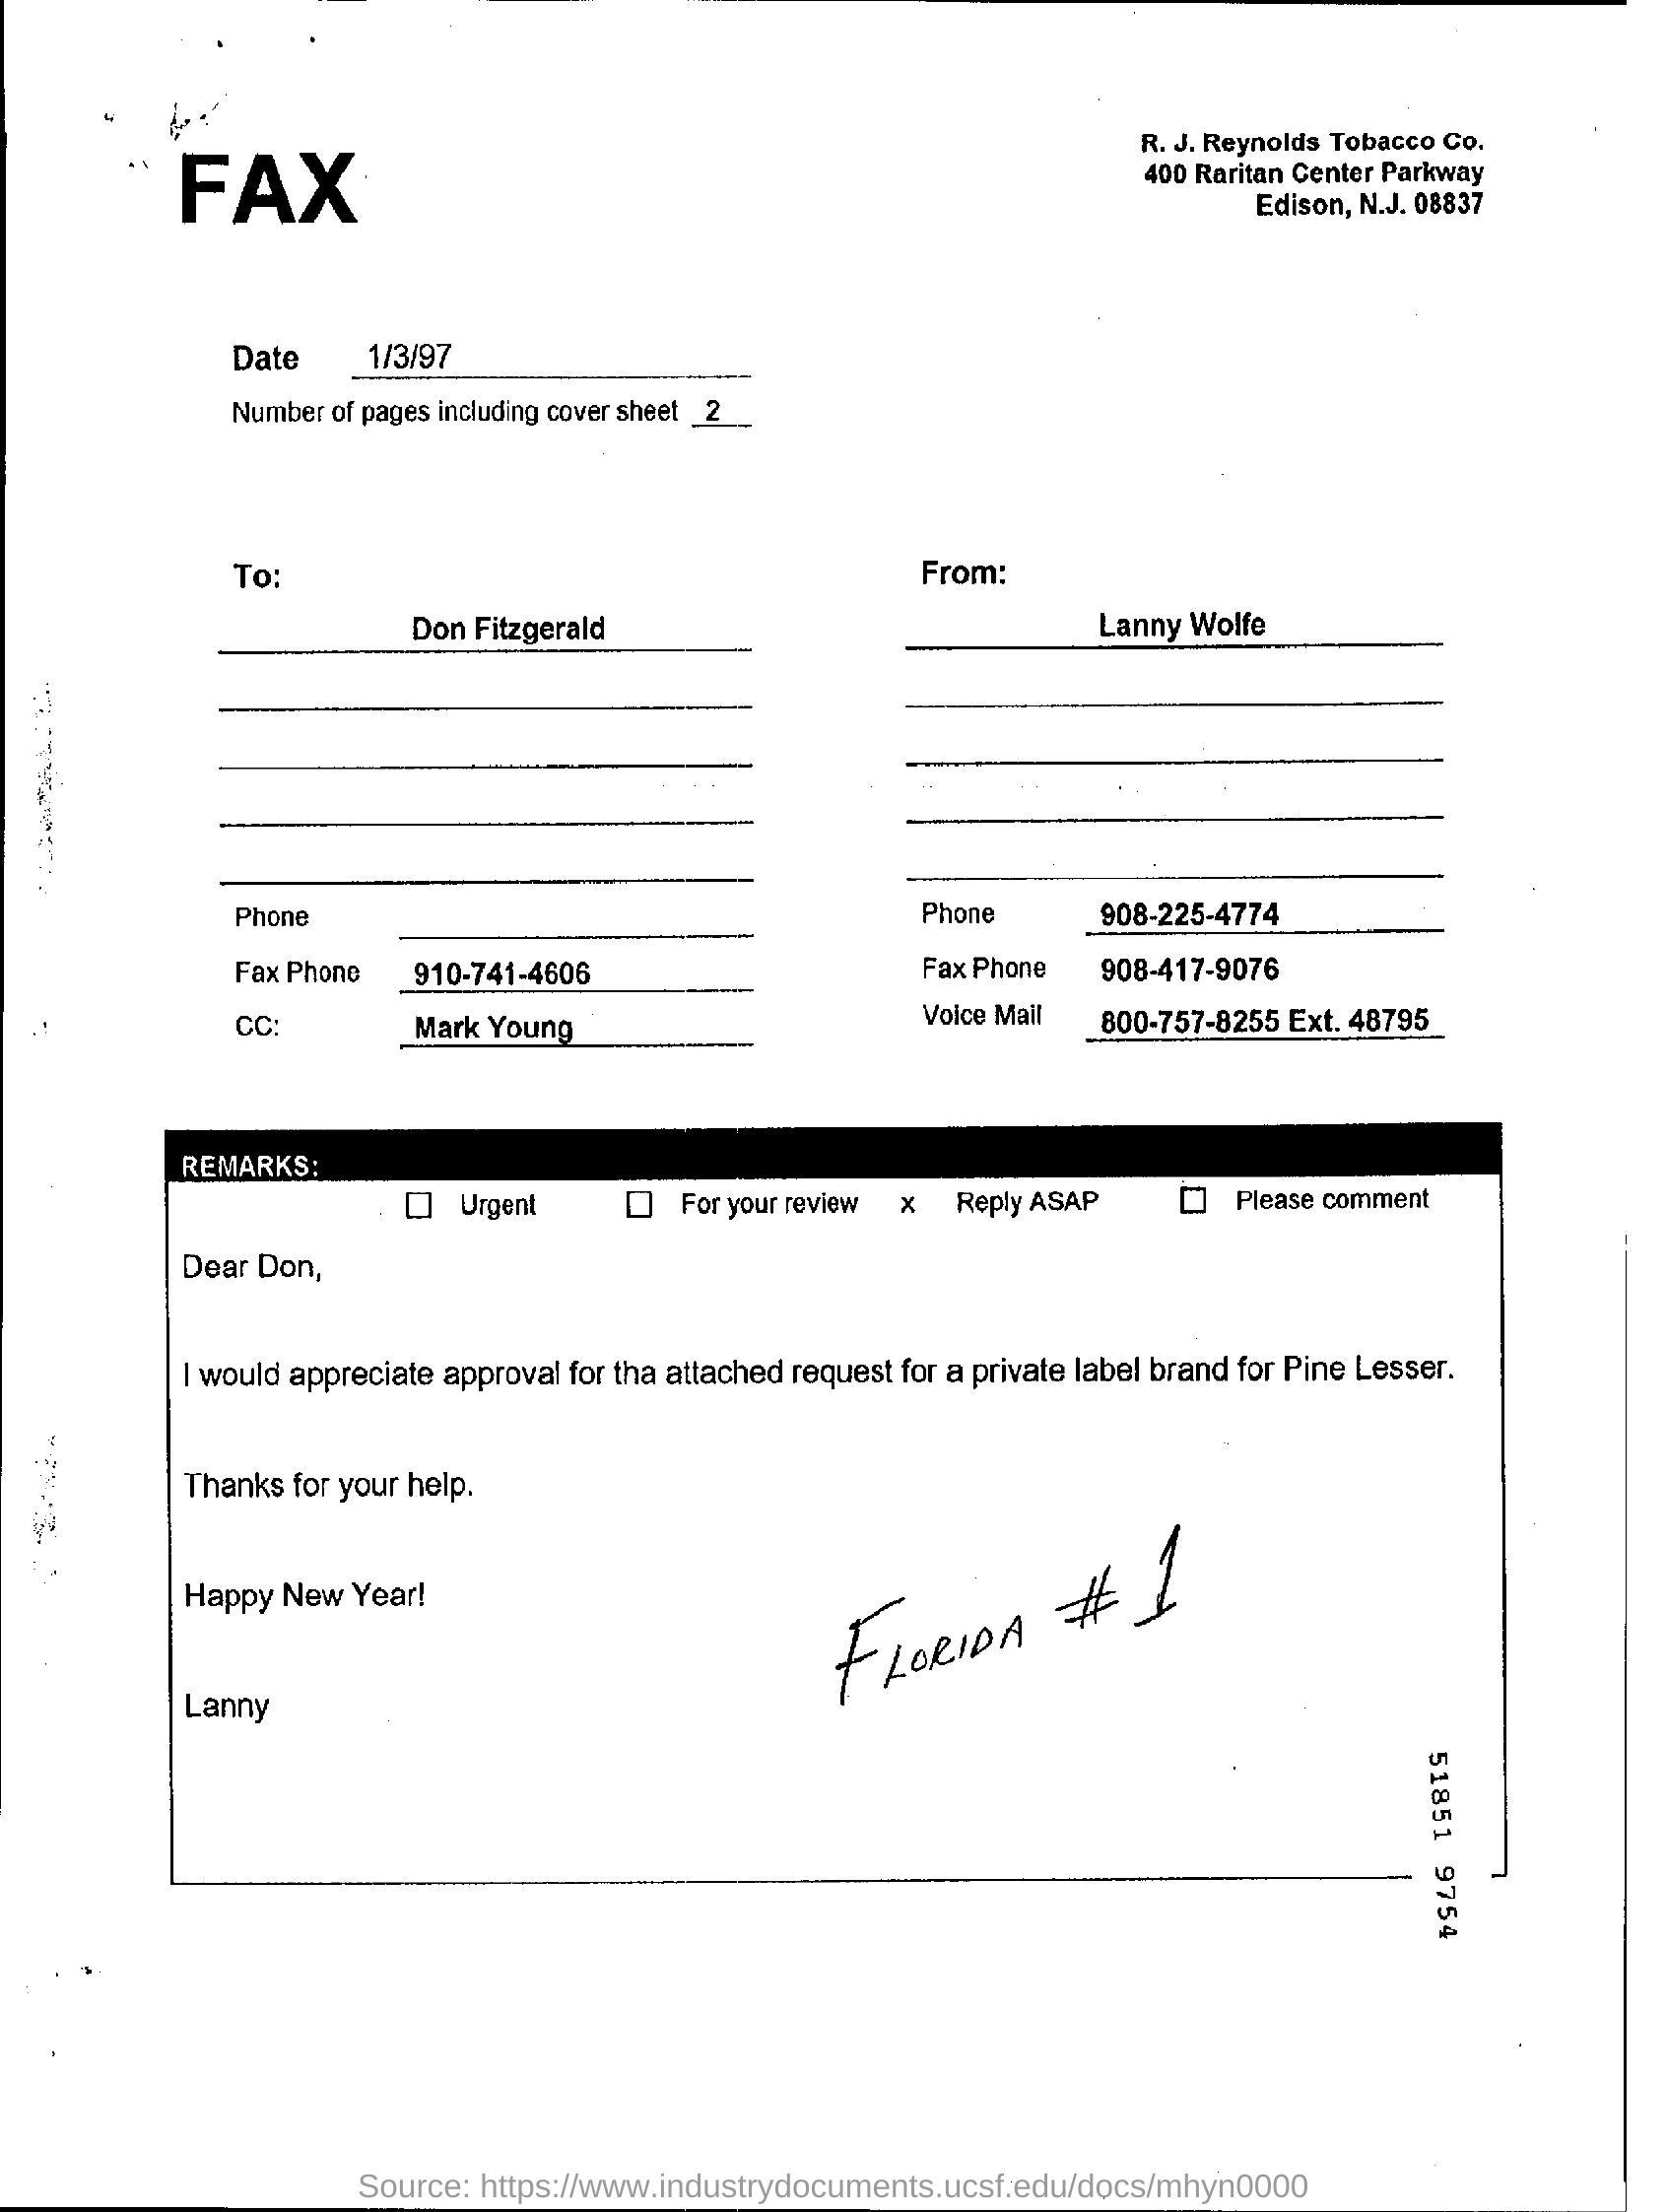 FAX
R. J. Reynolds Tobacco Co.
400 Raritan Center Parkway
Edison, N.J. 08837
Date 1/3/97
Number of pages including cover sheet 2
To:
Don Fitzgerald
Phone
Fax Phone 910-741-4606
CC: Mark Young
From:
Lanny Wolfe
Phone 908-225-4774
Fax Phone 908-417-9076
Voice Mail 800-757-8255 Ext. 48795
REMARKS:
☐ Urgent ☐ For your review x Reply ASAP ☐ Please comment
Dear Don,
I would appreciate approval for tha attached request for a private label brand for Pine Lesser.
Thanks for your help.
Happy New Year!
FLORIDA # 1
Lanny
51851 9754
Source: https://www.industrydocuments.ucsf.edu/docs/mhyn0000